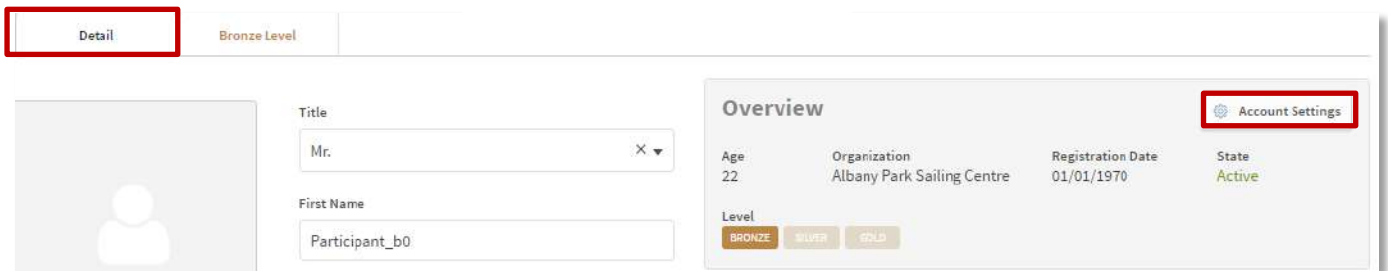 Detail
Bronze Level
Title
Mr.
First Name
Participant_b0
Overview
Account Settings
Age
Organization
Registration Date
State
22
Albany Park Sailing Centre
01/01/1970
Active
Level
BRONZE
SILVER
GOLD